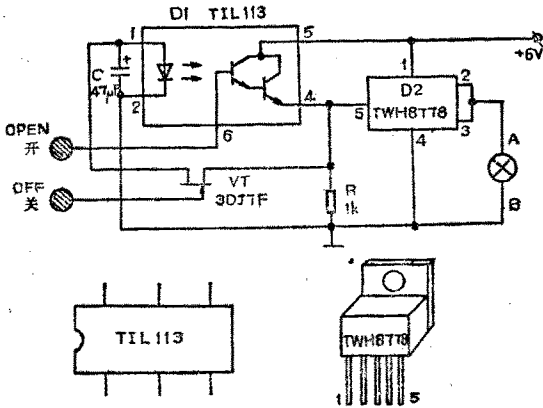 D1 TIL113
1
5
+6V
+
C
47μF
2
4
6
1
D2
TWH8778
2
3
5
4
A
B
OPEN
开
OFF
关
VT
3DJ7F
R
1k
TIL113
TWH8778
1
5